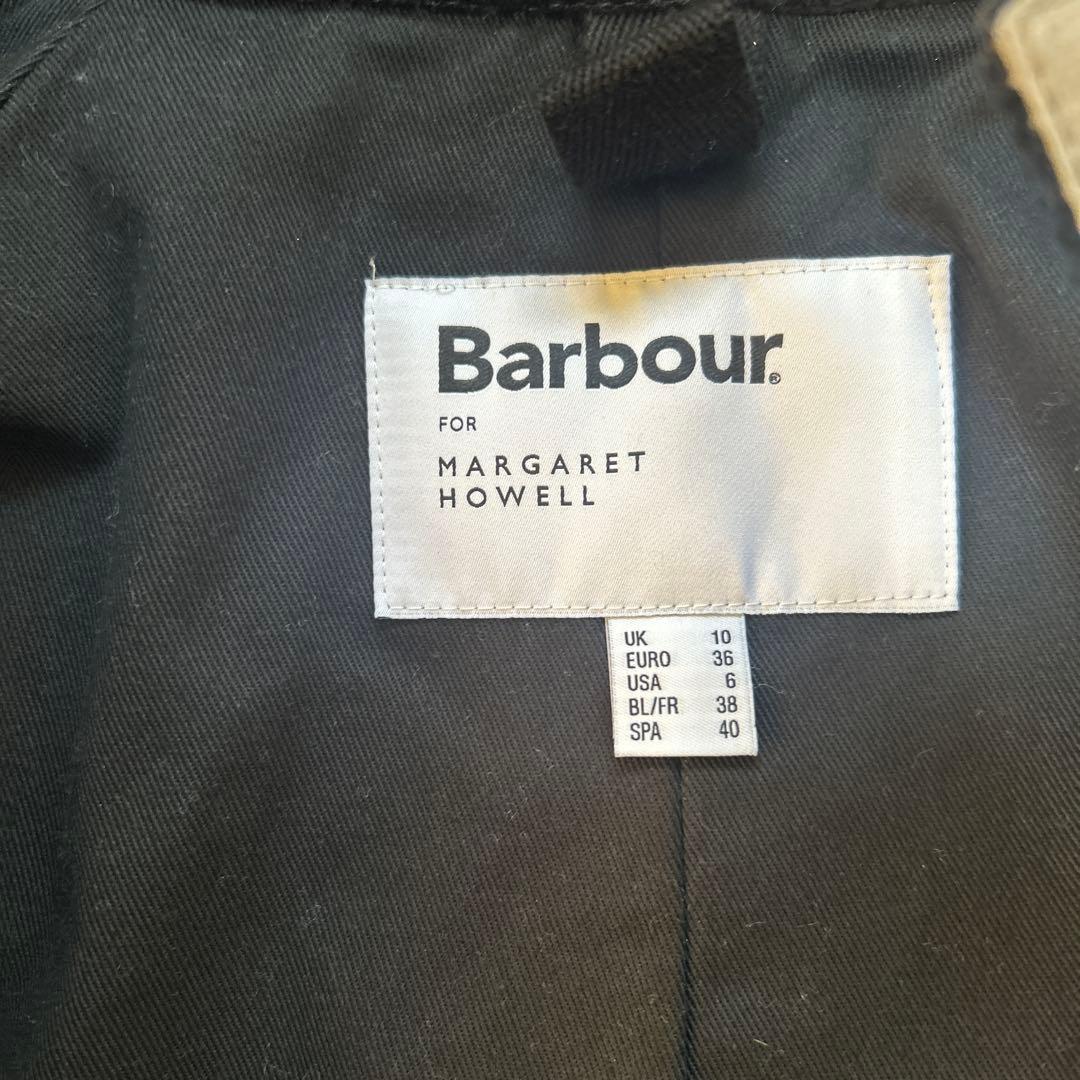 Barbour®
FOR
MARGARET
HOWELL
UK 10
EURO 36
USA 6
BL/FR 38
SPA 40